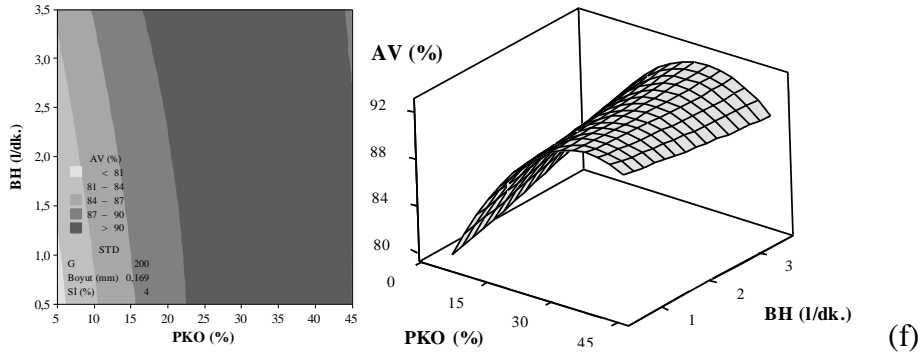 3,5
3,0
2,5
2,0
1,5
1,0
0,5
BH (l/dk.)
AV (%)
< 81
81 – 84
84 – 87
87 – 90
> 90
STD
G 200
Boyut (mm) 0,169
SI (%) 4
5 10 15 20 25 30 35 40 45
PKO (%)
AV (%)
92
88
84
80
0
15
30
45
PKO (%)
1
2
3
BH (l/dk.)
(f)